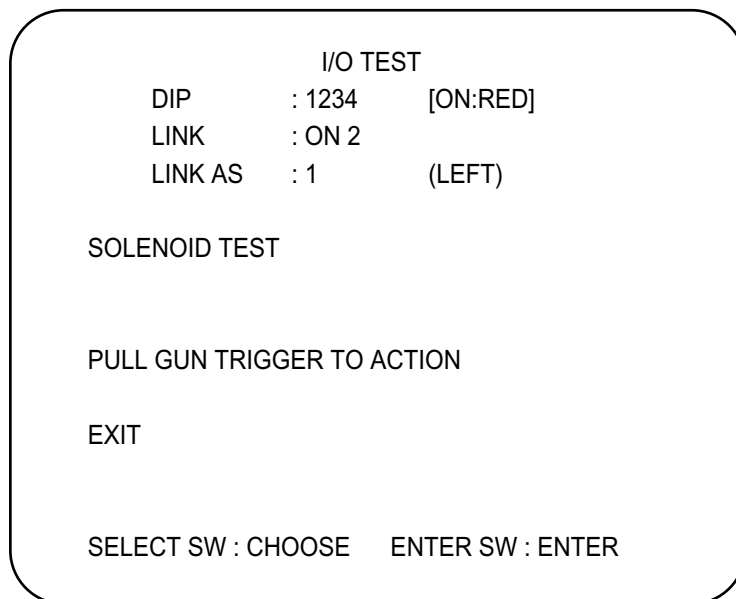 I/O TEST
DIP : 1234 [ON:RED]
LINK : ON 2
LINK AS : 1 (LEFT)
SOLENOID TEST
PULL GUN TRIGGER TO ACTION
EXIT
SELECT SW : CHOOSE ENTER SW : ENTER